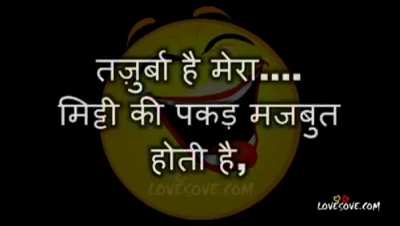 तज़ुर्बा है मेरा....
मिट्टी की पकड़ मजबुत
होती है,
LOVESOVE.COM
LOVESOVE.COM